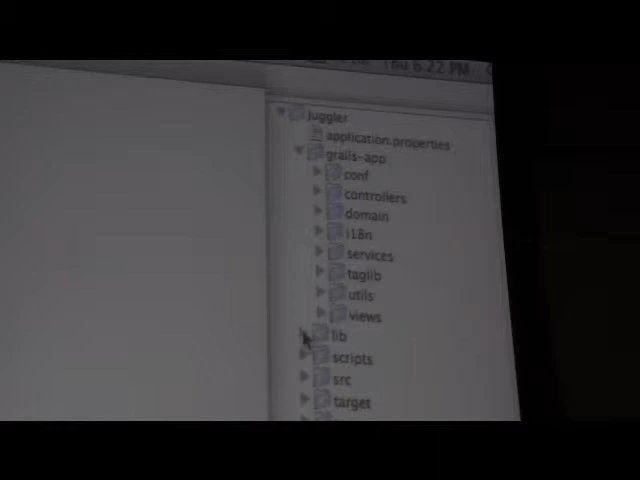 Thu 6:22 PM
Juggler
application.properties
grails-app
conf
controllers
domain
i18n
services
taglib
utils
views
lib
scripts
src
target